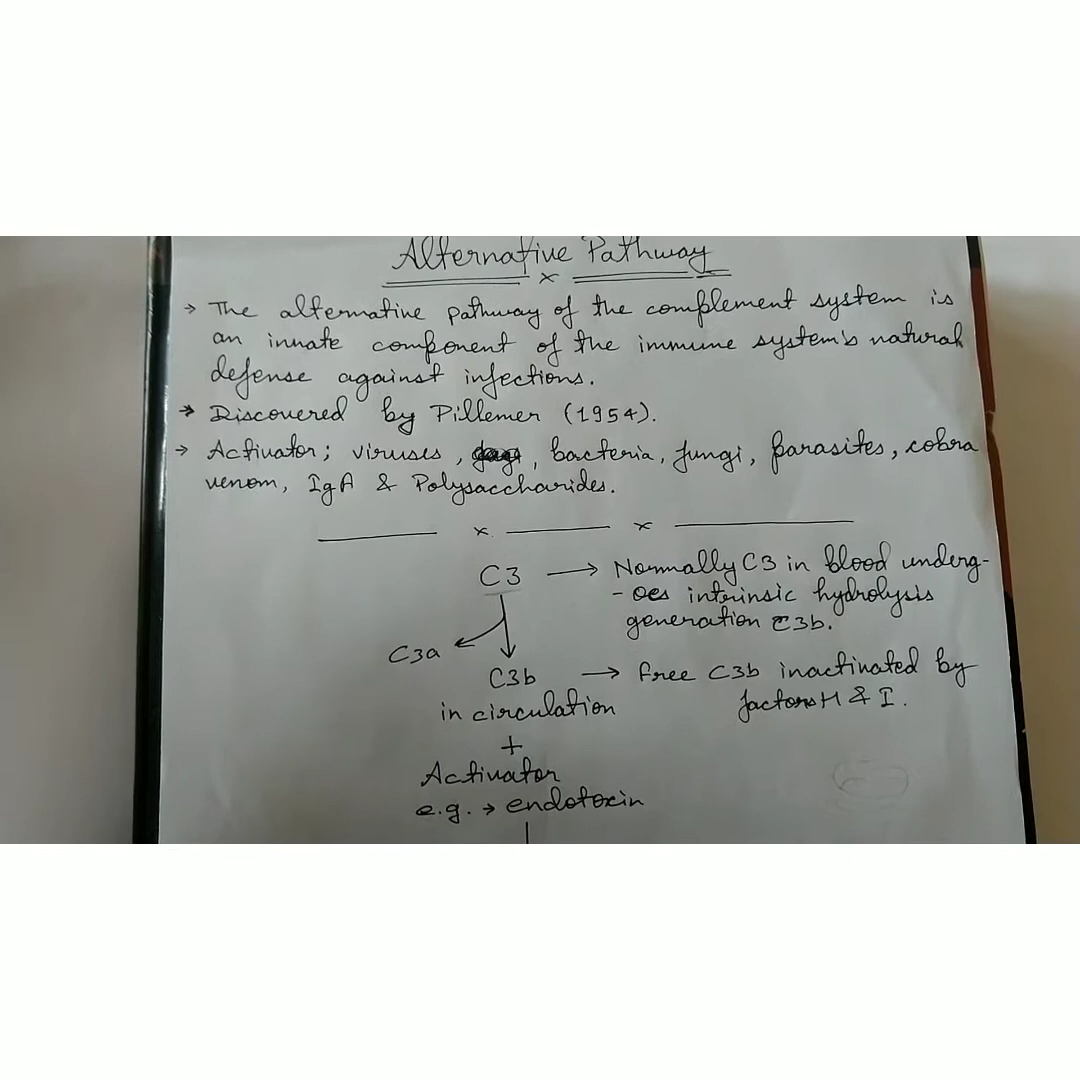 Alternative Pathway
x
→ The alternative pathway of the complement system is
an innate component of the immune system's natural
defense against infections.
→ Discovered by Pillemer (1954).
→ Activator; viruses, , bacteria, fungi, parasites, cobra
venom, IgA & Polysaccharides.
x x
C3 → Normally C3 in blood underg-
-oes intrinsic hydrolysis
generation C3b.
C3a
C3b → free C3b inactivated by
in circulation factors H & I.
+
Activator
e.g. → endotoxin